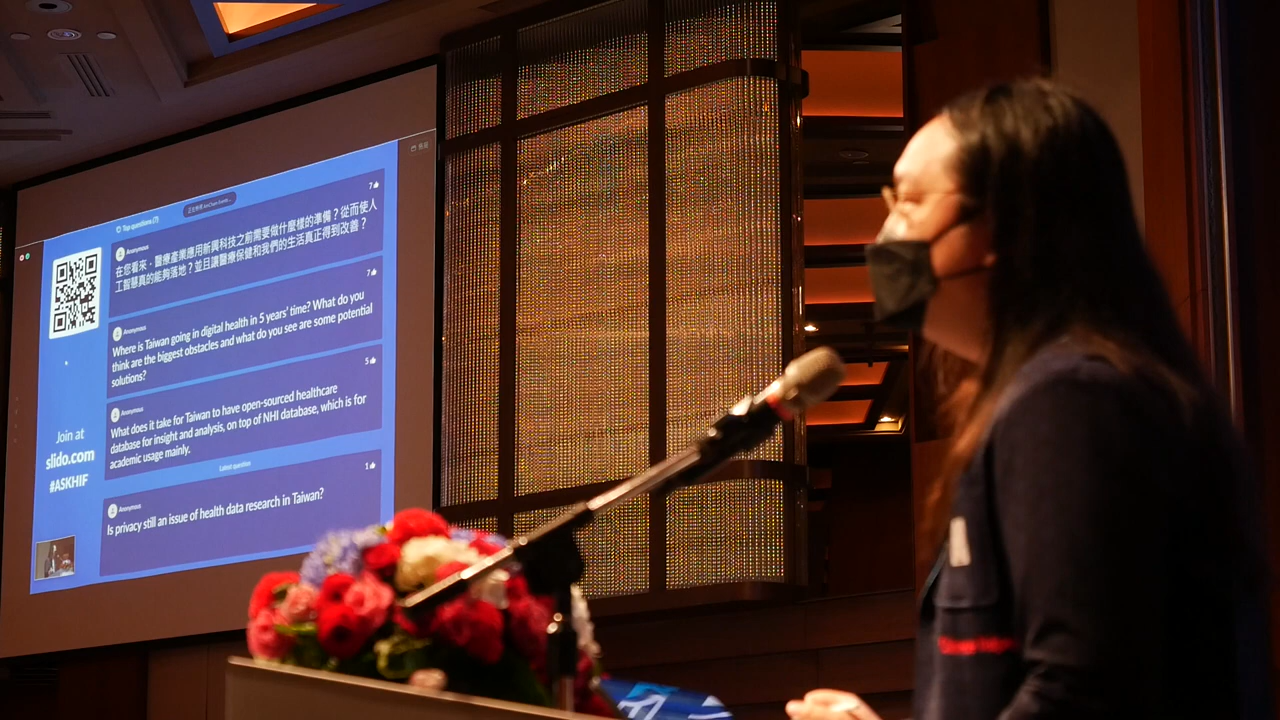 Top questions (7)
Anonymous
7
在您看來，醫療產業應用新興科技之前需要做什麼樣的準備？從而使人
工智慧真的能夠落地？並且讓醫療保健和我們的生活真正得到改善？
Anonymous
7
Where is Taiwan going in digital health in 5 years' time? What do you
think are the biggest obstacles and what do you see are some potential
solutions?
Anonymous
5
What does it take for Taiwan to have open-sourced healthcare
database for insight and analysis, on top of NHI database, which is for
academic usage mainly.
Latest question
Anonymous
1
Is privacy still an issue of health data research in Taiwan?
Join at
slido.com
#ASKHIF